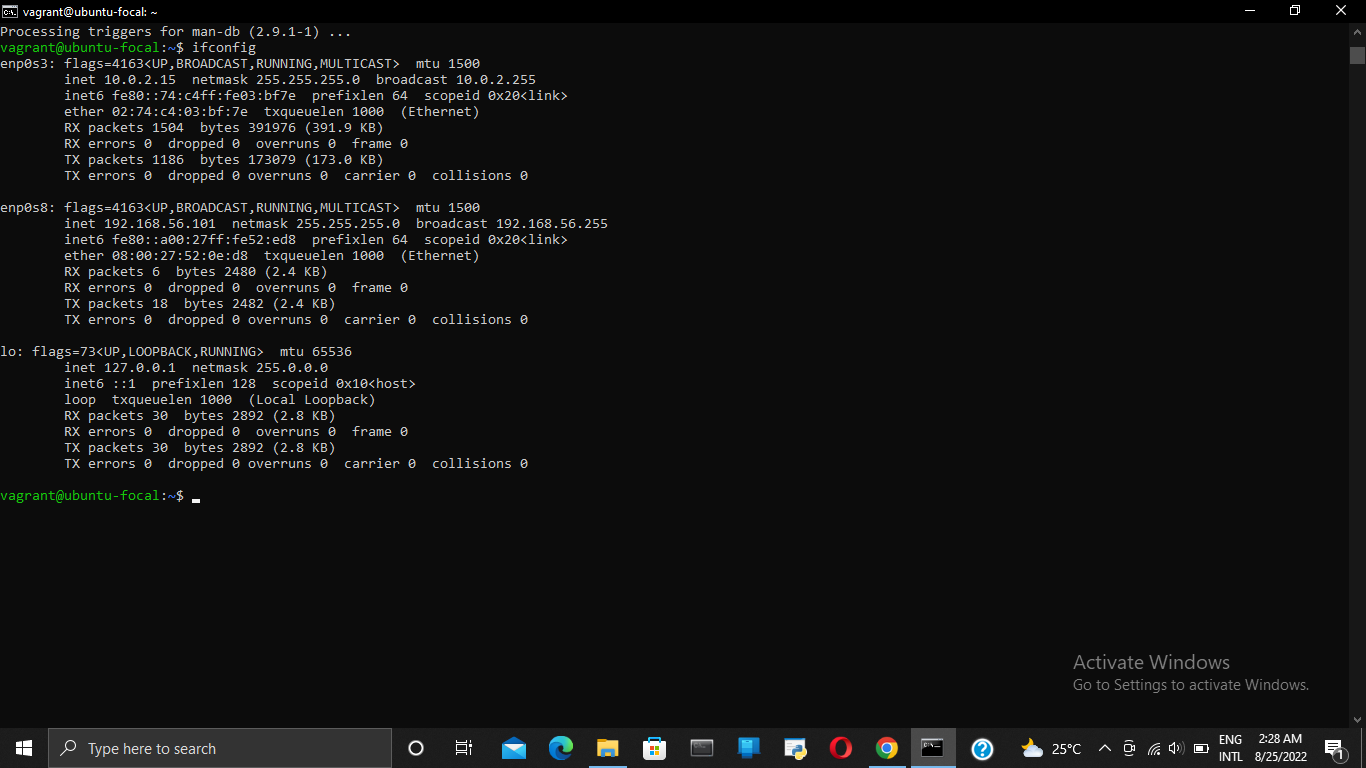 vagrant@ubuntu-focal: ~
Processing triggers for man-db (2.9.1-1) ...
vagrant@ubuntu-focal:~$ ifconfig
enp0s3: flags=4163<UP,BROADCAST,RUNNING,MULTICAST>  mtu 1500
        inet 10.0.2.15  netmask 255.255.255.0  broadcast 10.0.2.255
        inet6 fe80::74:c4ff:fe03:bf7e  prefixlen 64  scopeid 0x20<link>
        ether 02:74:c4:03:bf:7e  txqueuelen 1000  (Ethernet)
        RX packets 1504  bytes 391976 (391.9 KB)
        RX errors 0  dropped 0  overruns 0  frame 0
        TX packets 1186  bytes 173079 (173.0 KB)
        TX errors 0  dropped 0 overruns 0  carrier 0  collisions 0

enp0s8: flags=4163<UP,BROADCAST,RUNNING,MULTICAST>  mtu 1500
        inet 192.168.56.101  netmask 255.255.255.0  broadcast 192.168.56.255
        inet6 fe80::a00:27ff:fe52:ed8  prefixlen 64  scopeid 0x20<link>
        ether 08:00:27:52:0e:d8  txqueuelen 1000  (Ethernet)
        RX packets 6  bytes 2480 (2.4 KB)
        RX errors 0  dropped 0  overruns 0  frame 0
        TX packets 18  bytes 2482 (2.4 KB)
        TX errors 0  dropped 0 overruns 0  carrier 0  collisions 0

lo: flags=73<UP,LOOPBACK,RUNNING>  mtu 65536
        inet 127.0.0.1  netmask 255.0.0.0
        inet6 ::1  prefixlen 128  scopeid 0x10<host>
        loop  txqueuelen 1000  (Local Loopback)
        RX packets 30  bytes 2892 (2.8 KB)
        RX errors 0  dropped 0  overruns 0  frame 0
        TX packets 30  bytes 2892 (2.8 KB)
        TX errors 0  dropped 0 overruns 0  carrier 0  collisions 0

vagrant@ubuntu-focal:~$
Activate Windows
Go to Settings to activate Windows.
Type here to search
25°C
ENG
INTL
2:28 AM
8/25/2022
1